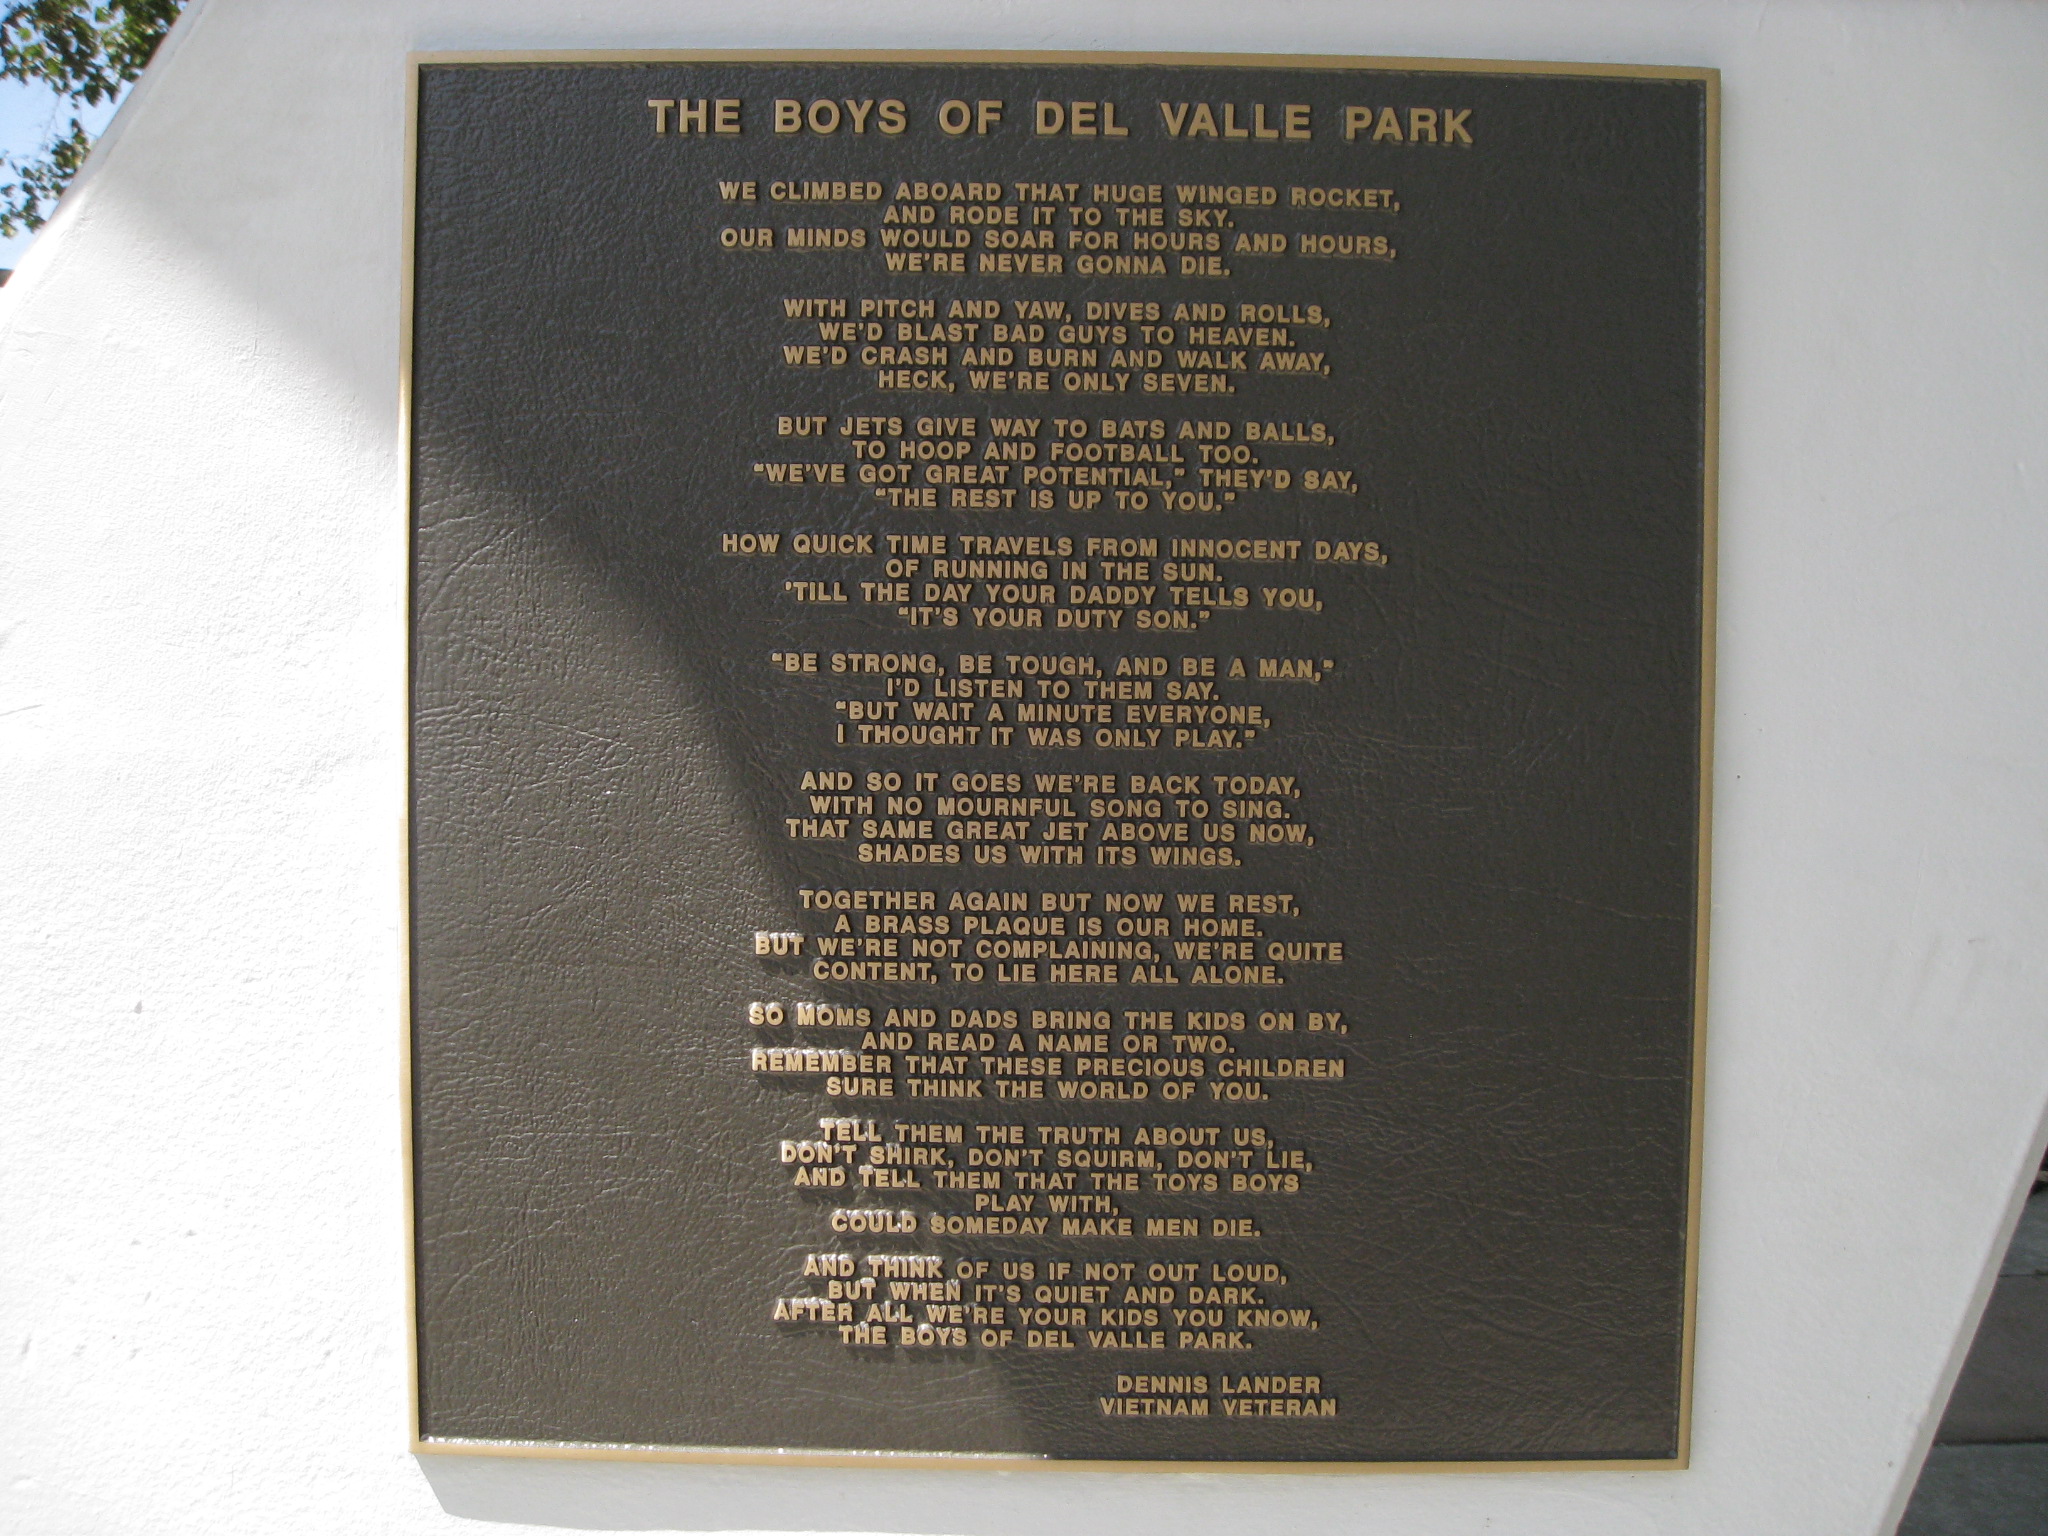 THE BOYS OF DEL VALLE PARK
WE CLIMBED ABOARD THAT HUGE WINGED ROCKET,
AND RODE IT TO THE SKY.
OUR MINDS WOULD SOAR FOR HOURS AND HOURS,
WE'RE NEVER GONNA DIE.
WITH PITCH AND YAW, DIVES AND ROLLS,
WE'D BLAST BAD GUYS TO HEAVEN.
WE'D CRASH AND BURN AND WALK AWAY,
HECK, WE'RE ONLY SEVEN.
BUT JETS GIVE WAY TO BATS AND BALLS,
TO HOOP AND FOOTBALL TOO.
"WE'VE GOT GREAT POTENTIAL," THEY'D SAY,
"THE REST IS UP TO YOU."
HOW QUICK TIME TRAVELS FROM INNOCENT DAYS,
OF RUNNING IN THE SUN.
'TILL THE DAY YOUR DADDY TELLS YOU,
"IT'S YOUR DUTY SON."
"BE STRONG, BE TOUGH, AND BE A MAN,"
I'D LISTEN TO THEM SAY.
"BUT WAIT A MINUTE EVERYONE,
I THOUGHT IT WAS ONLY PLAY."
AND SO IT GOES WE'RE BACK TODAY,
WITH NO MOURNFUL SONG TO SING.
THAT SAME GREAT JET ABOVE US NOW,
SHADES US WITH ITS WINGS.
TOGETHER AGAIN BUT NOW WE REST,
A BRASS PLAQUE IS OUR HOME.
BUT WE'RE NOT COMPLAINING, WE'RE QUITE
CONTENT, TO LIE HERE ALL ALONE.
SO MOMS AND DADS BRING THE KIDS ON BY,
AND READ A NAME OR TWO.
REMEMBER THAT THESE PRECIOUS CHILDREN
SURE THINK THE WORLD OF YOU.
TELL THEM THE TRUTH ABOUT US,
DON'T SHIRK, DON'T SQUIRM, DON'T LIE,
AND TELL THEM THAT THE TOYS BOYS
PLAY WITH,
COULD SOMEDAY MAKE MEN DIE.
AND THINK OF US IF NOT OUT LOUD,
BUT WHEN IT'S QUIET AND DARK.
AFTER ALL WE'RE YOUR KIDS YOU KNOW,
THE BOYS OF DEL VALLE PARK.
DENNIS LANDER
VIETNAM VETERAN